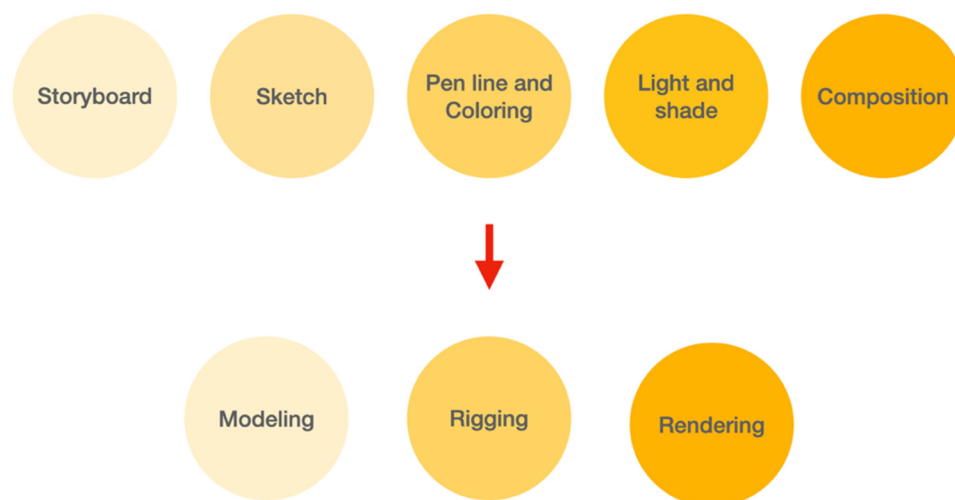 Storyboard
Sketch
Pen line and
Coloring
Light and
shade
Composition
Modeling
Rigging
Rendering